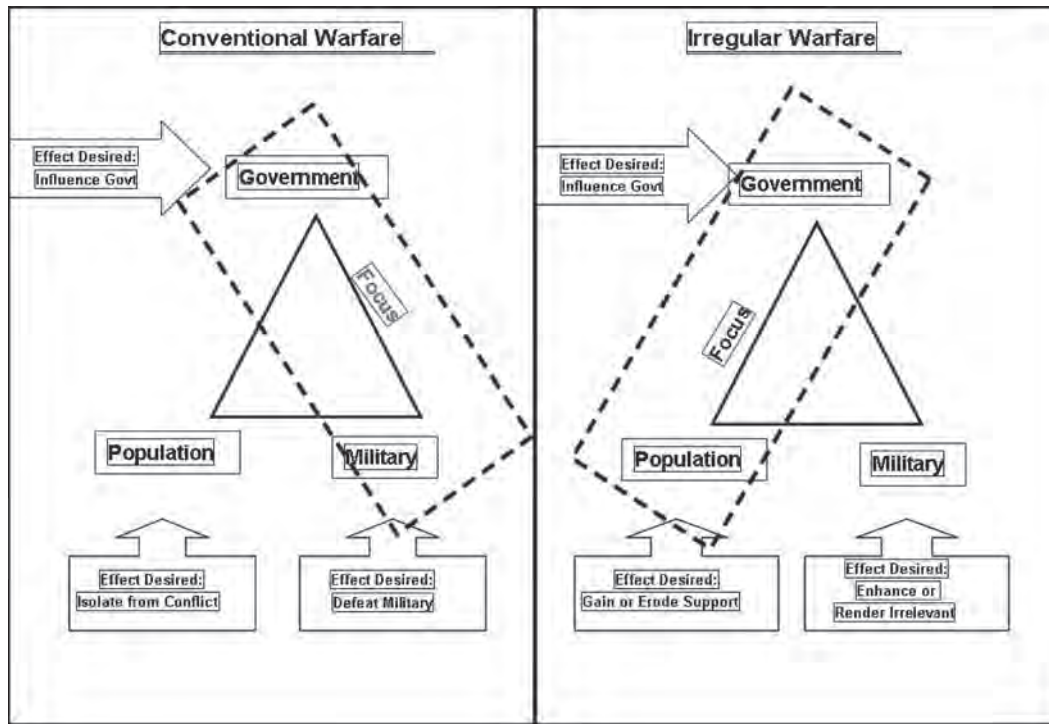 Conventional Warfare
Effect Desired:
Influence Govt
Government
Focus
Population
Military
Effect Desired:
Isolate from Conflict
Effect Desired:
Defeat Military
Irregular Warfare
Effect Desired:
Influence Govt
Government
Focus
Population
Military
Effect Desired:
Gain or Erode Support
Effect Desired:
Enhance or
Render Irrelevant